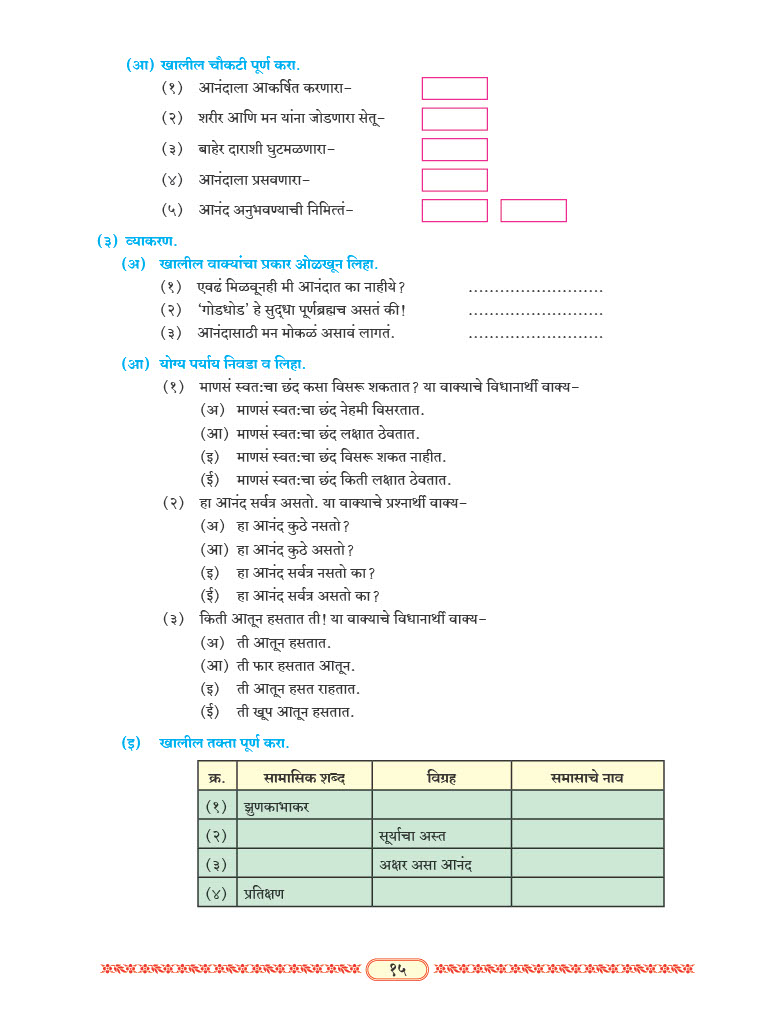 (आ) खालील चौकटी पूर्ण करा.
(१) आनंदाला आकर्षित करणारा-
(२) शरीर आणि मन यांना जोडणारा सेतू-
(३) बाहेर दाराशी घुटमळणारा-
(४) आनंदाला प्रसवणारा-
(५) आनंद अनुभवण्याची निमित्तं-
(३) व्याकरण.
(अ) खालील वाक्यांचा प्रकार ओळखून लिहा.
(१) एवढं मिळवूनही मी आनंदात का नाहीये? .........................
(२) ‘गोडधोड’ हे सुद्धा पूर्णब्रह्मच असतं की! .........................
(३) आनंदासाठी मन मोकळं असावं लागतं. .........................
(आ) योग्य पर्याय निवडा व लिहा.
(१) माणसं स्वत:चा छंद कसा विसरू शकतात? या वाक्याचे विधानार्थी वाक्य-
(अ) माणसं स्वत:चा छंद नेहमी विसरतात.
(आ) माणसं स्वत:चा छंद लक्षात ठेवतात.
(इ) माणसं स्वत:चा छंद विसरू शकत नाहीत.
(ई) माणसं स्वत:चा छंद किती लक्षात ठेवतात.
(२) हा आनंद सर्वत्र असतो. या वाक्याचे प्रश्नार्थी वाक्य-
(अ) हा आनंद कुठे नसतो?
(आ) हा आनंद कुठे असतो?
(इ) हा आनंद सर्वत्र नसतो का?
(ई) हा आनंद सर्वत्र असतो का?
(३) किती आतून हसतात ती! या वाक्याचे विधानार्थी वाक्य-
(अ) ती आतून हसतात.
(आ) ती फार हसतात आतून.
(इ) ती आतून हसत राहतात.
(ई) ती खूप आतून हसतात.
(इ) खालील तक्ता पूर्ण करा.
क्र. सामासिक शब्द विग्रह समासाचे नाव
(१) झुणकाभाकर
(२) सूर्याचा अस्त
(३) अक्षर असा आनंद
(४) प्रतिक्षण
१५